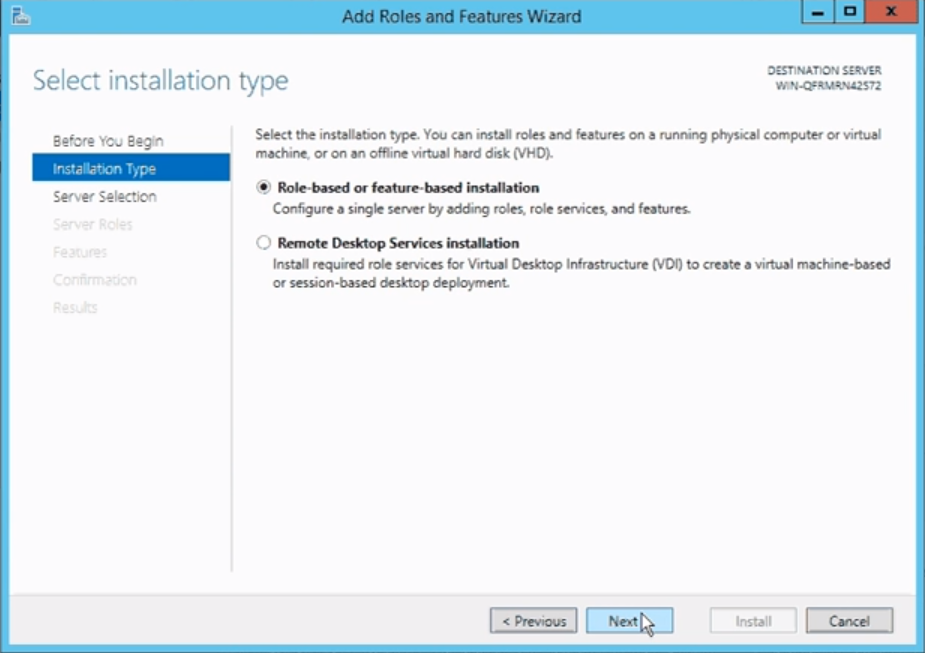 Add Roles and Features Wizard
Select installation type
DESTINATION SERVER
WIN-QFRMRN42572
Before You Begin
Installation Type
Server Selection
Server Roles
Features
Confirmation
Results
Select the installation type. You can install roles and features on a running physical computer or virtual
machine, or on an offline virtual hard disk (VHD).
Role-based or feature-based installation
Configure a single server by adding roles, role services, and features.
Remote Desktop Services installation
Install required role services for Virtual Desktop Infrastructure (VDI) to create a virtual machine-based
or session-based desktop deployment.
< Previous
Next
Install
Cancel